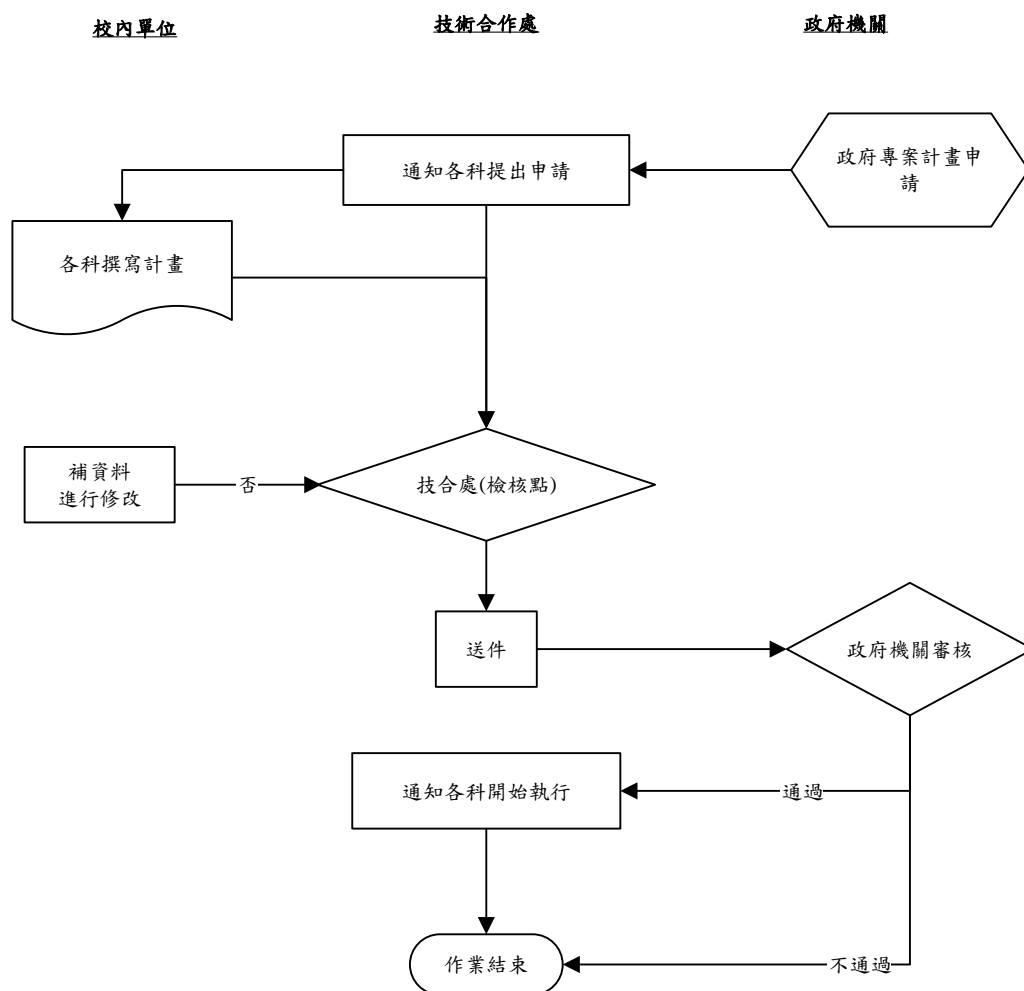 校內單位
技術合作處
政府機關
通知各科提出申請
政府專案計畫申
請
各科撰寫計畫
補資料
進行修改
否
技合處(檢核點)
送件
政府機關審核
通知各科開始執行
通過
作業結束
不通過